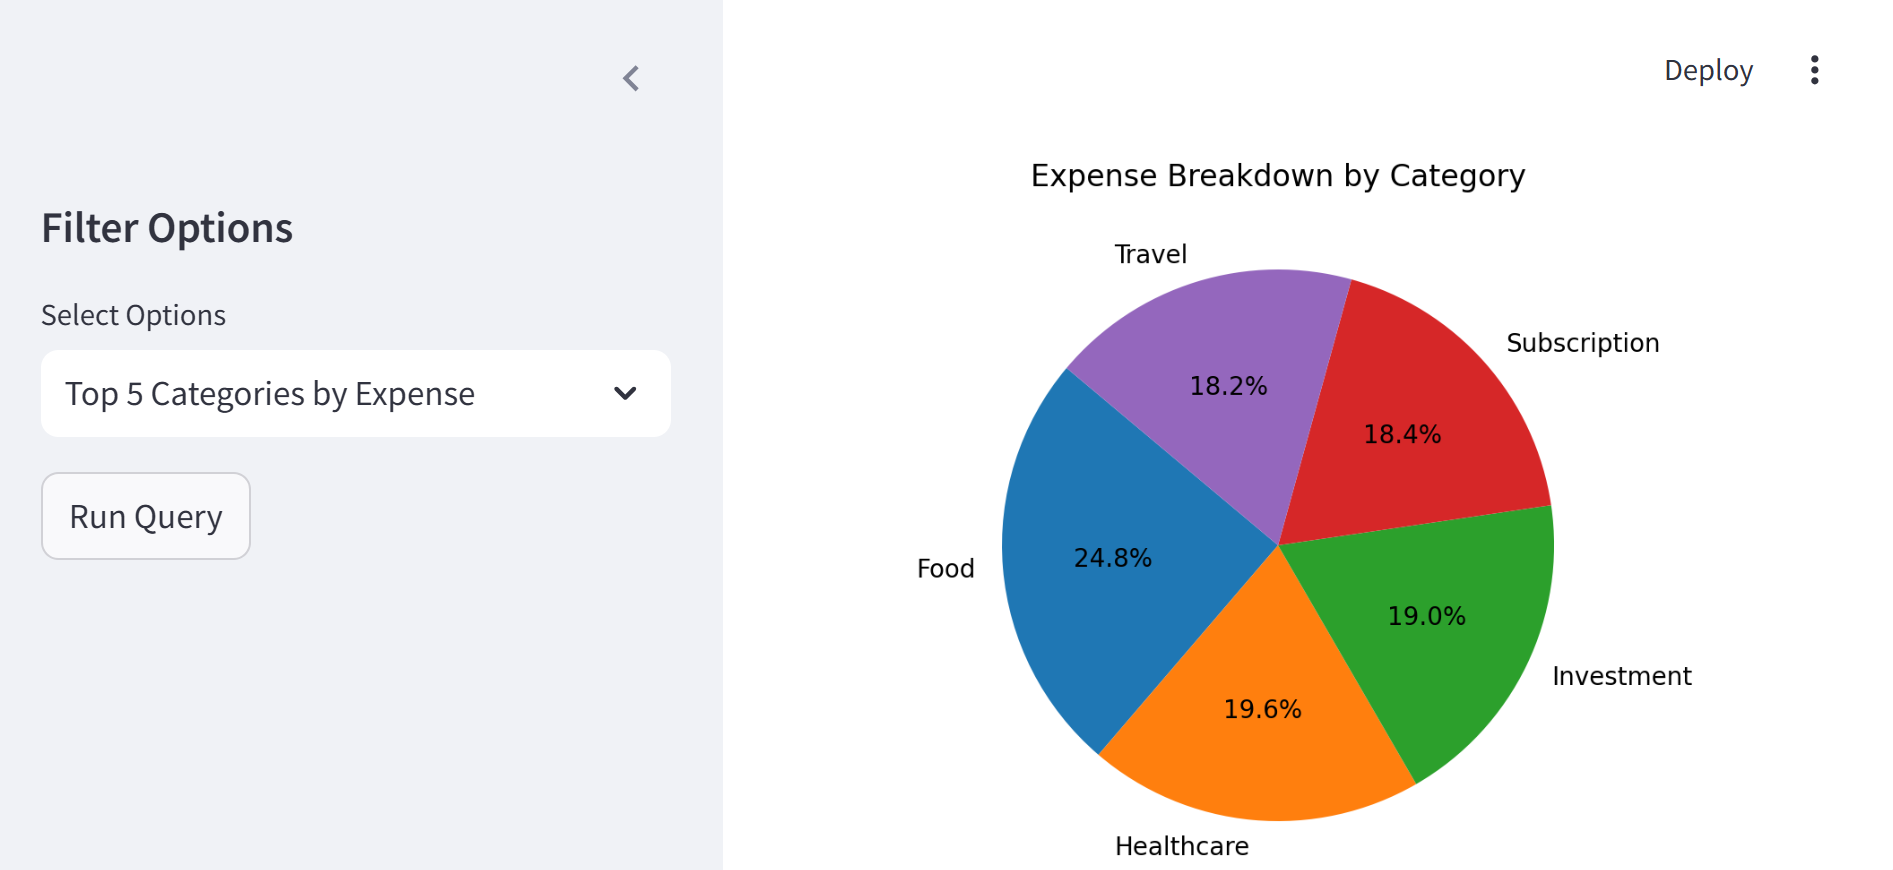 Filter Options
Select Options
Top 5 Categories by Expense
Run Query
Deploy
Expense Breakdown by Category
Travel
Subscription
18.2%
18.4%
Food
24.8%
19.0%
Investment
19.6%
Healthcare